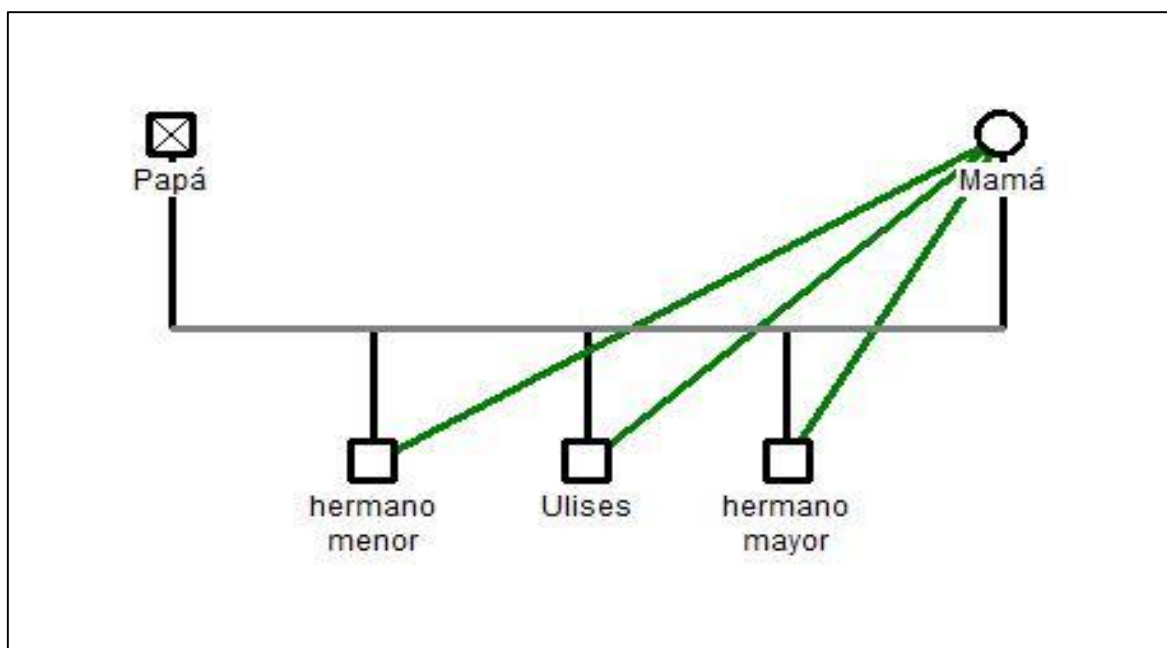 Papá
Mamá
hermano
menor
Ulises
hermano
mayor